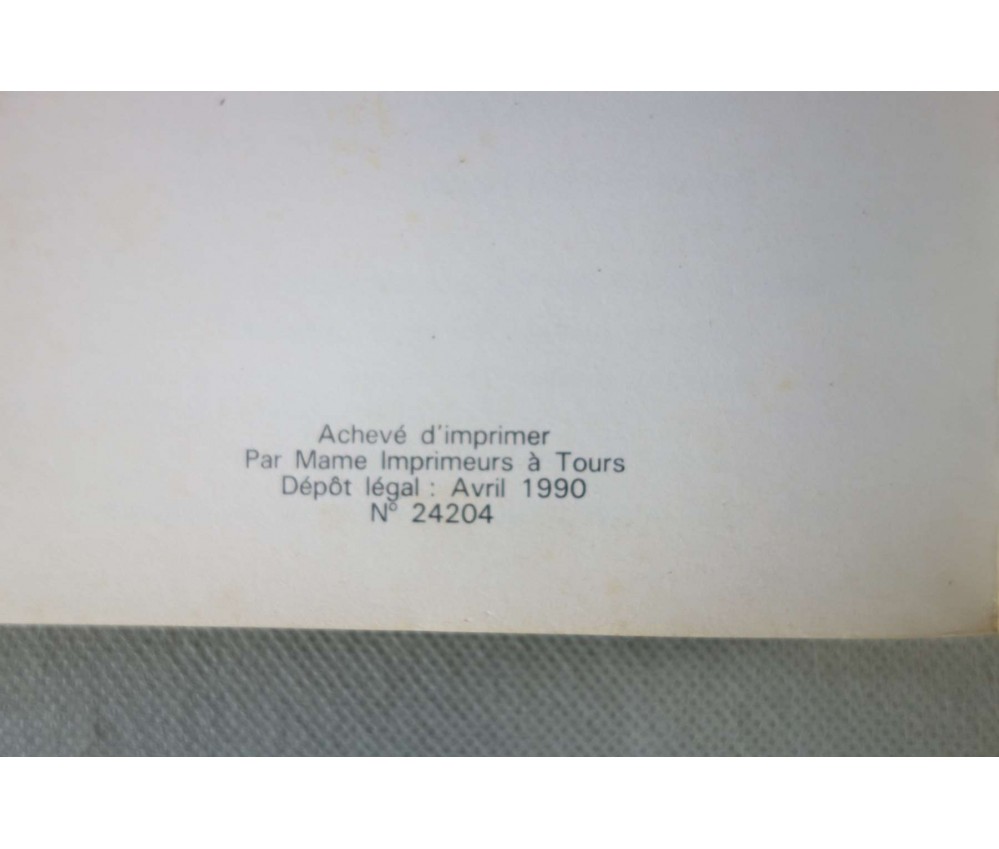 Achevé d'imprimer
Par Mame Imprimeurs à Tours
Dépôt légal : Avril 1990
N° 24204